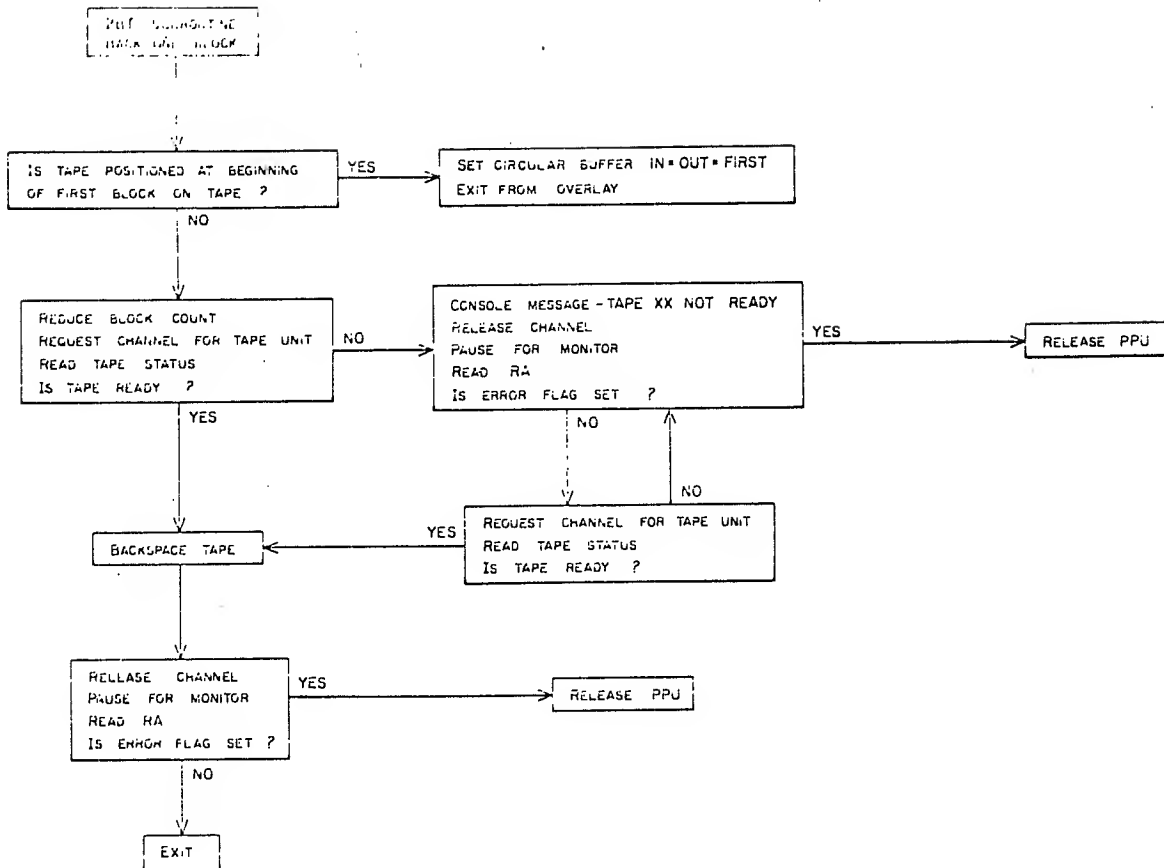 BACK ONE BLOCK
IS TAPE POSITIONED AT BEGINNING
OF FIRST BLOCK ON TAPE ?
YES
SET CIRCULAR BUFFER IN = OUT = FIRST
EXIT FROM OVERLAY
NO
REDUCE BLOCK COUNT
REQUEST CHANNEL FOR TAPE UNIT
READ TAPE STATUS
IS TAPE READY ?
NO
CONSOLE MESSAGE - TAPE XX NOT READY
RELEASE CHANNEL
PAUSE FOR MONITOR
READ RA
IS ERROR FLAG SET ?
YES
RELEASE PPU
YES
NO
NO
REQUEST CHANNEL FOR TAPE UNIT
READ TAPE STATUS
IS TAPE READY ?
YES
BACKSPACE TAPE
RELEASE CHANNEL
PAUSE FOR MONITOR
READ RA
IS ERROR FLAG SET ?
YES
RELEASE PPU
NO
EXIT